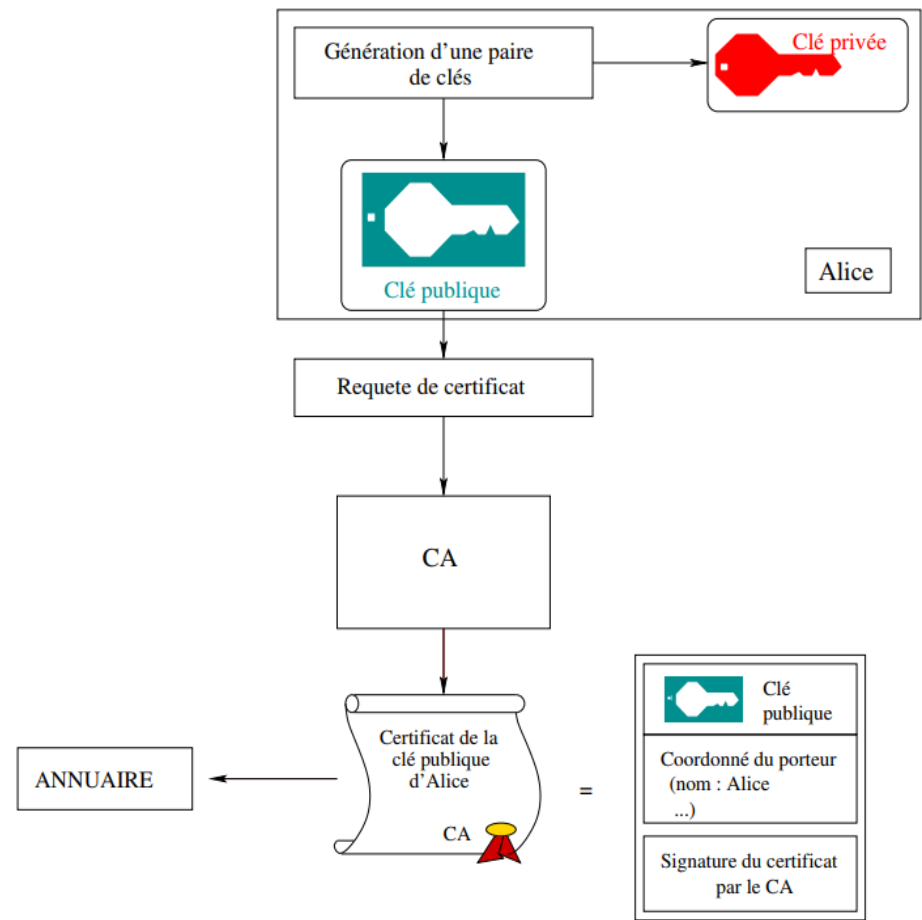 Génération d'une paire
de clés
Clé privée
Clé publique
Alice
Requete de certificat
CA
Certificat de la
clé publique
d'Alice
CA
ANNUAIRE
=
Clé
publique
Coordonné du porteur
(nom : Alice
...)
Signature du certificat
par le CA